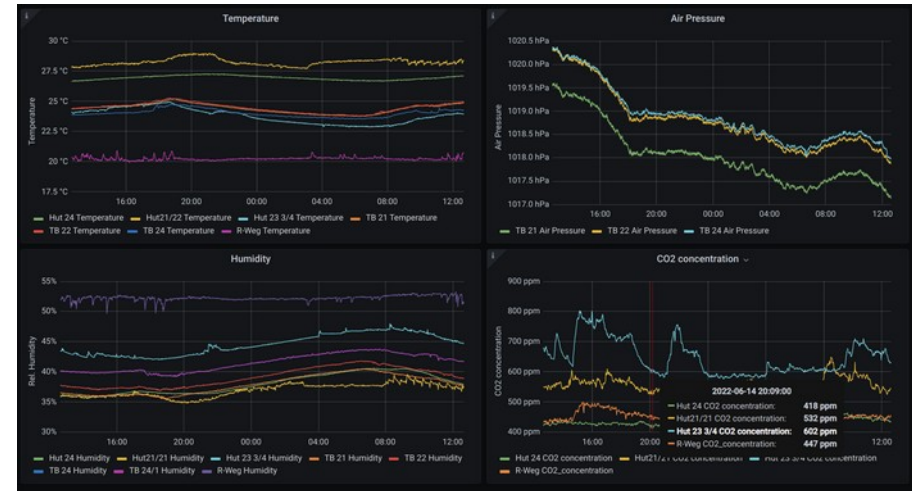 Temperature
30 °C
27.5 °C
25 °C
22.5 °C
20 °C
17.5 °C
Temperature
16:00 20:00 00:00 04:00 08:00 12:00
Hut 24 Temperature Hut21/22 Temperature Hut 23 3/4 Temperature TB 21 Temperature
TB 22 Temperature TB 24 Temperature R-Weg Temperature
Air Pressure
1020.5 hPa
1020.0 hPa
1019.5 hPa
1019.0 hPa
1018.5 hPa
1018.0 hPa
1017.5 hPa
1017.0 hPa
Air Pressure
16:00 20:00 00:00 04:00 08:00 12:00
TB 21 Air Pressure TB 22 Air Pressure TB 24 Air Pressure
Humidity
55%
50%
45%
40%
35%
30%
Rel. Humidity
16:00 20:00 00:00 04:00 08:00 12:00
Hut 24 Humidity Hut21/21 Humidity Hut 23 3/4 Humidity TB 21 Humidity TB 22 Humidity
TB 24 Humidity TB 24/1 Humidity R-Weg Humidity
CO2 concentration
900 ppm
800 ppm
700 ppm
600 ppm
500 ppm
400 ppm
CO2 concentration
2022-06-14 20:09:00
Hut 24 CO2 concentration: 418 ppm
Hut21/21 CO2 concentration: 532 ppm
Hut 23 3/4 CO2 concentration: 602 ppm
R-Weg CO2_concentration: 447 ppm
16:00 20:00 12:00
Hut 24 CO2 concentration Hut21/21 CO2 concentration Hut 23 3/4 CO2 concentration
R-Weg CO2_concentration